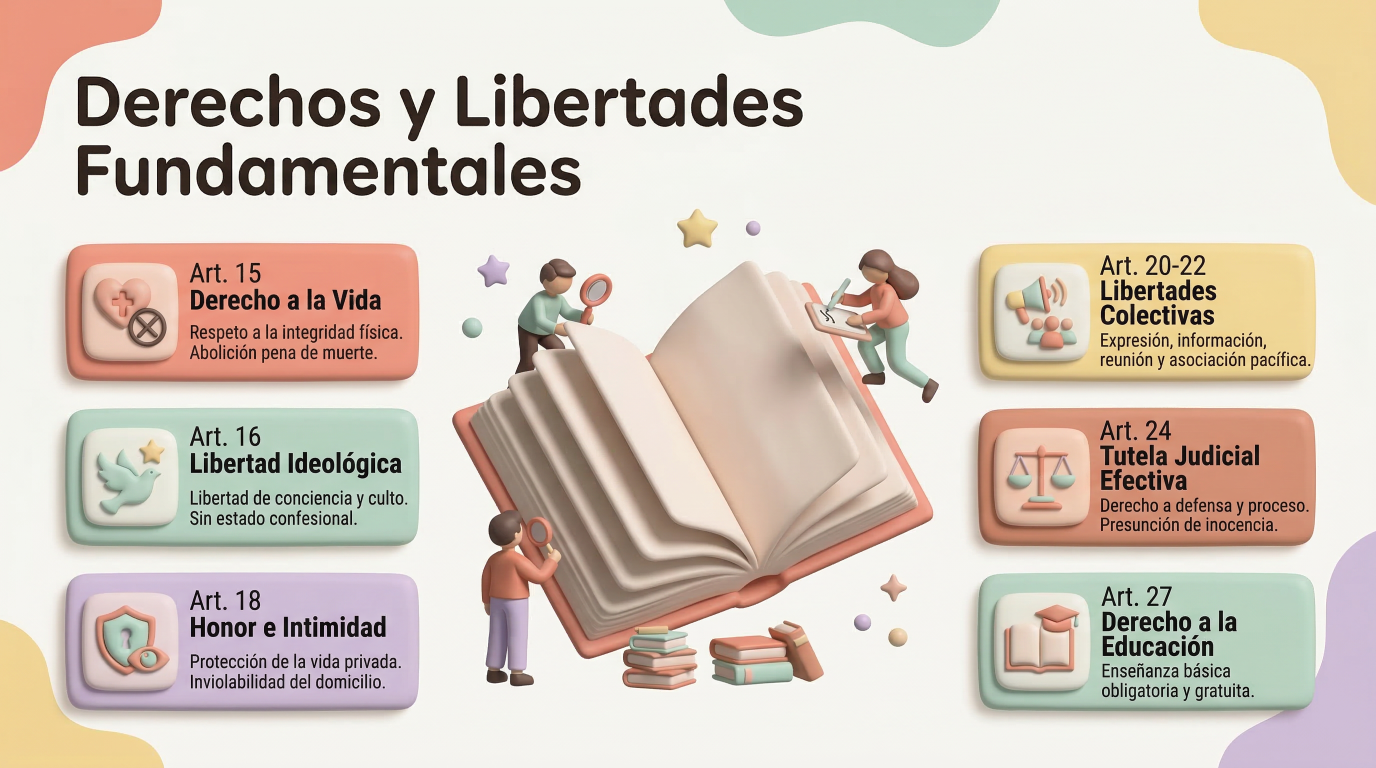 Derechos y Libertades
Fundamentales
Art. 15
Derecho a la Vida
Respeto a la integridad física.
Abolición pena de muerte.
Art. 16
Libertad Ideológica
Libertad de conciencia y culto.
Sin estado confesional.
Art. 18
Honor e Intimidad
Protección de la vida privada.
Inviolabilidad del domicilio.
Art. 20-22
Libertades
Colectivas
Expresión, información,
reunión y asociación pacífica.
Art. 24
Tutela Judicial
Efectiva
Derecho a defensa y proceso.
Presunción de inocencia.
Art. 27
Derecho a la
Educación
Enseñanza básica
obligatoria y gratuita.